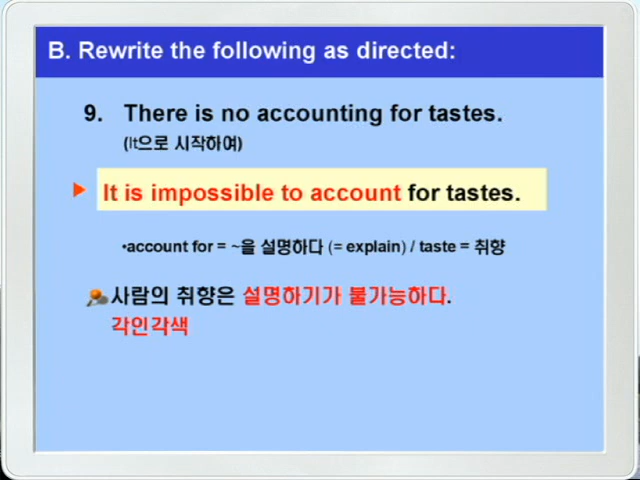 B. Rewrite the following as directed:
9. There is no accounting for tastes.
(It으로 시작하여)
It is impossible to account for tastes.
•account for = ~을 설명하다 (= explain) / taste = 취향
사람의 취향은 설명하기가 불가능하다.
각인각색